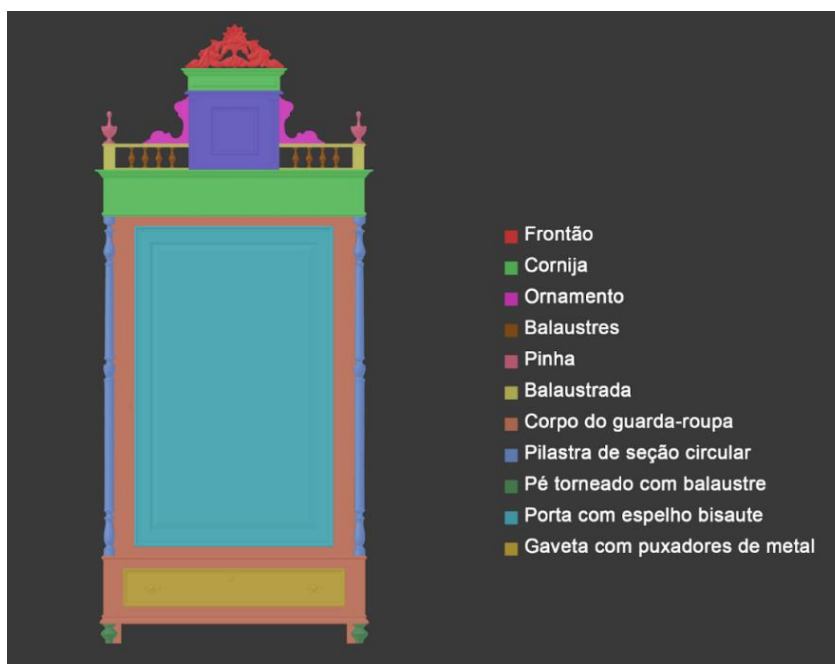 Frontão
Cornija
Ornamento
Balaustres
Pinha
Balaustrada
Corpo do guarda-roupa
Pilastra de seção circular
Pé torneado com balaustre
Porta com espelho bisaute
Gaveta com puxadores de metal